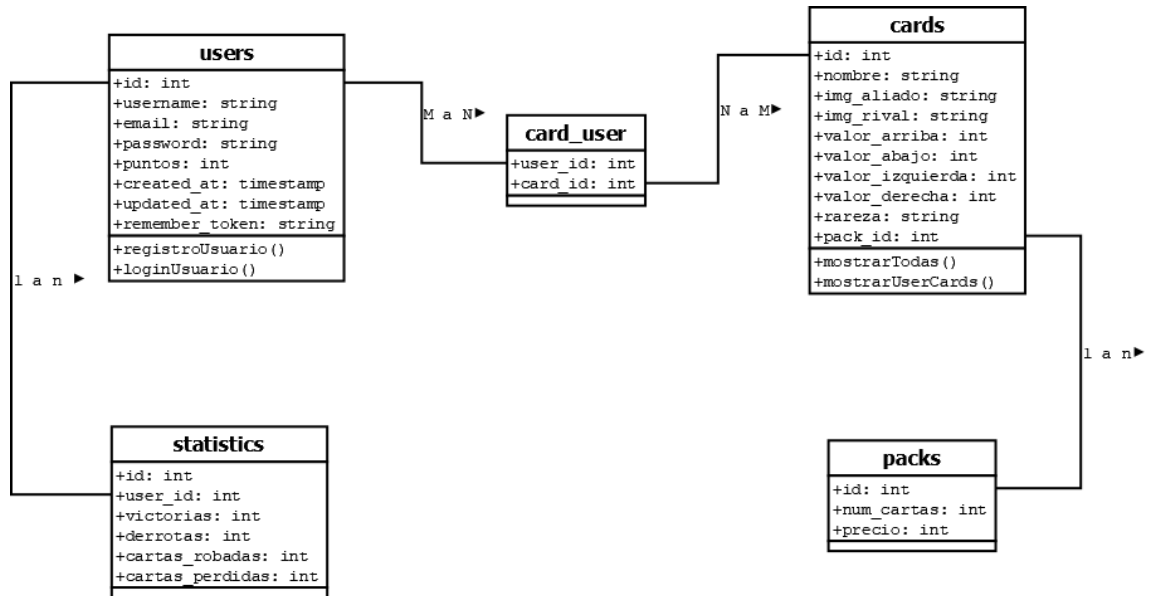 users
+id: int
+username: string
+email: string
+password: string
+puntos: int
+created_at: timestamp
+updated_at: timestamp
+remember_token: string
+registroUsuario()
+loginUsuario()
M a N►
card_user
+user_id: int
+card_id: int
N a M►
cards
+id: int
+nombre: string
+img_aliado: string
+img_rival: string
+valor_arriba: int
+valor_abajo: int
+valor_izquierda: int
+valor_derecha: int
+rareza: string
+pack_id: int
+mostrarTodas()
+mostrarUserCards()
1 a n ►
1 a n►
statistics
+id: int
+user_id: int
+victorias: int
+derrotas: int
+cartas_robadas: int
+cartas_perdidas: int
packs
+id: int
+num_cartas: int
+precio: int